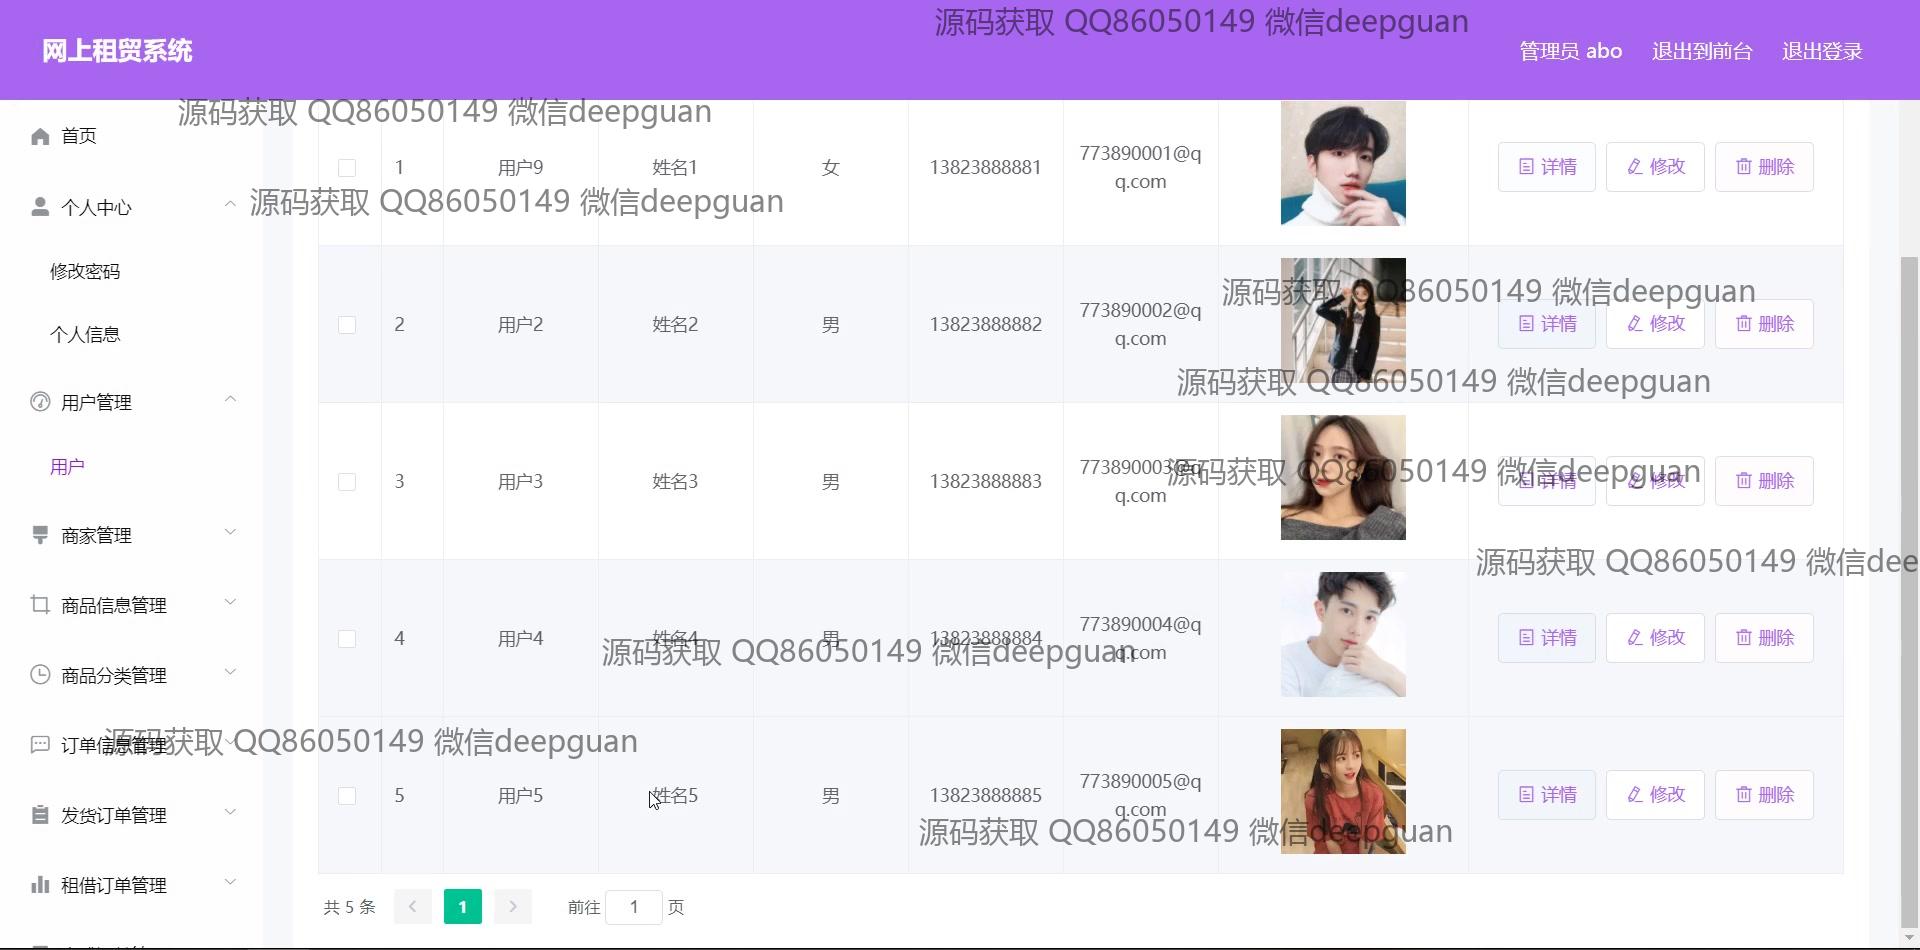 源码获取 QQ86050149 微信deepguan
网上租贸系统
管理员 abo
退出到前台
退出登录
源码获取 QQ86050149 微信deepguan
首页
1
用户9
姓名1
女
13823888881
773890001@q
q.com
详情
修改
删除
个人中心
源码获取 QQ86050149 微信deepguan
修改密码
个人信息
源码获取 QQ86050149 微信deepguan
2
用户2
姓名2
男
13823888882
773890002@q
q.com
详情
修改
删除
源码获取 QQ86050149 微信deepguan
用户管理
用户
3
用户3
姓名3
男
13823888883
773890003@q
q.com
源码获取 QQ86050149 微信deepguan
详情
修改
删除
商家管理
源码获取 QQ86050149 微信dee
商品信息管理
4
用户4
姓名4
男
13823888884
773890004@q
q.com
详情
修改
删除
源码获取 QQ86050149 微信deepguan
商品分类管理
订单信息管理
源码获取 QQ86050149 微信deepguan
5
用户5
姓名5
男
13823888885
773890005@q
q.com
详情
修改
删除
发货订单管理
源码获取 QQ86050149 微信deepguan
租借订单管理
共 5 条
1
前往
1
页